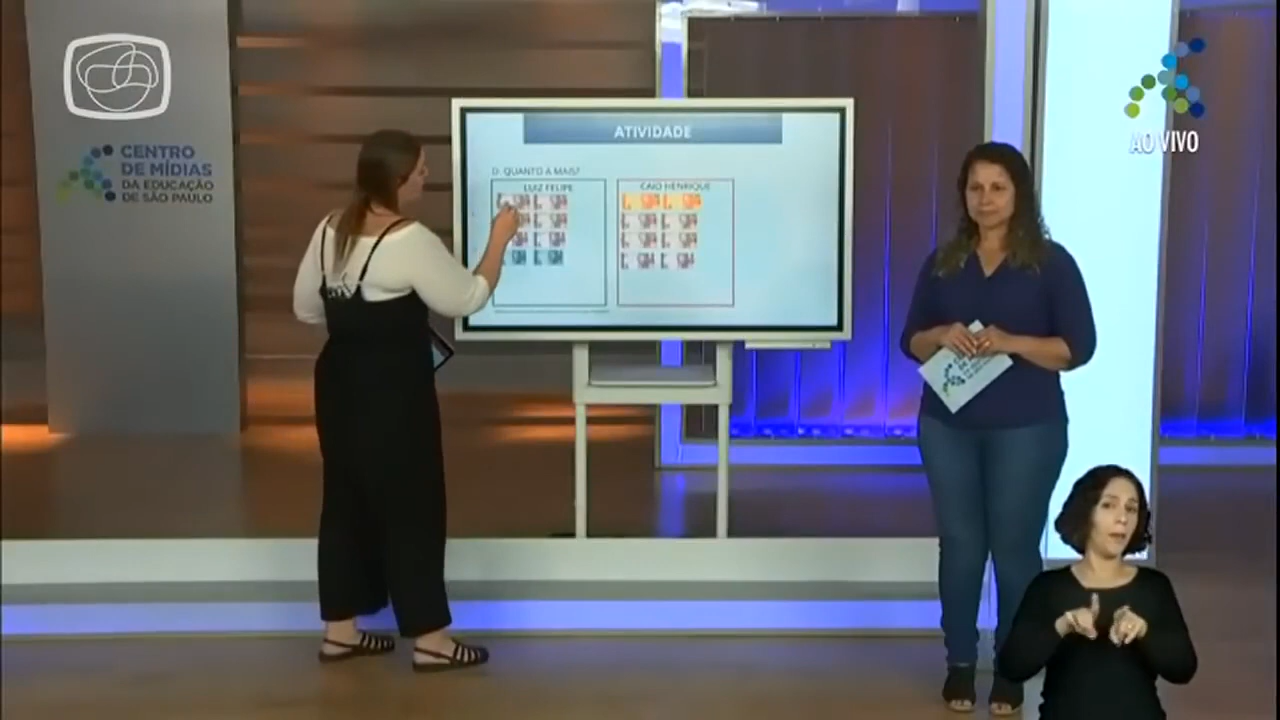 CENTRO
DE MÍDIAS
DA EDUCAÇÃO
DE SÃO PAULO
ATIVIDADE
D. QUANTO A MAIS?
LUIZ FELIPE
CAIO HENRIQUE
AO VIVO